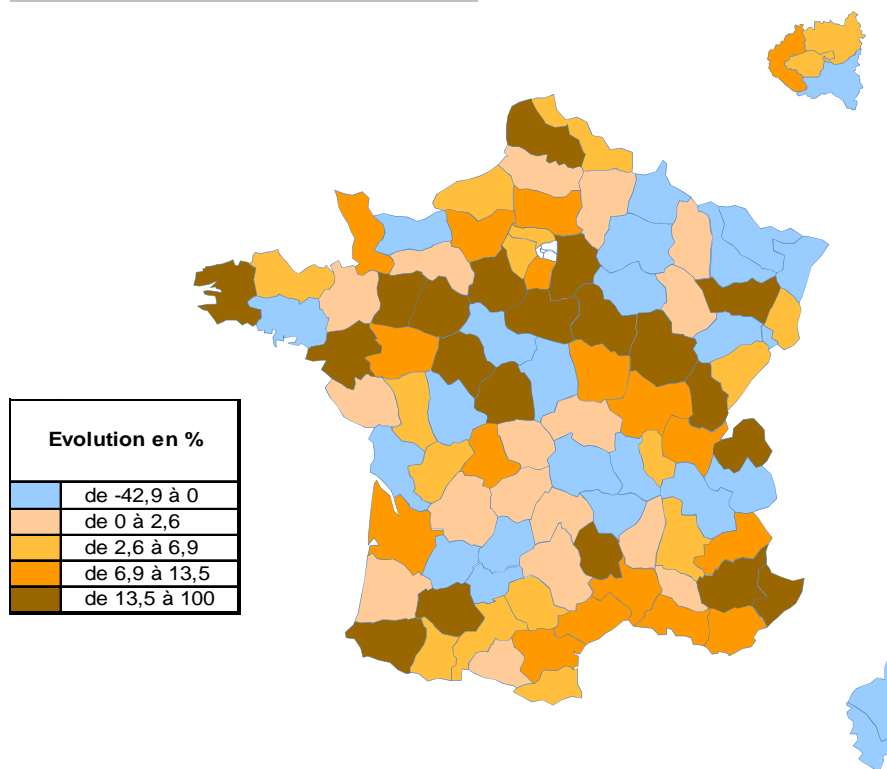 Evolution en %
de -42,9 à 0
de 0 à 2,6
de 2,6 à 6,9
de 6,9 à 13,5
de 13,5 à 100